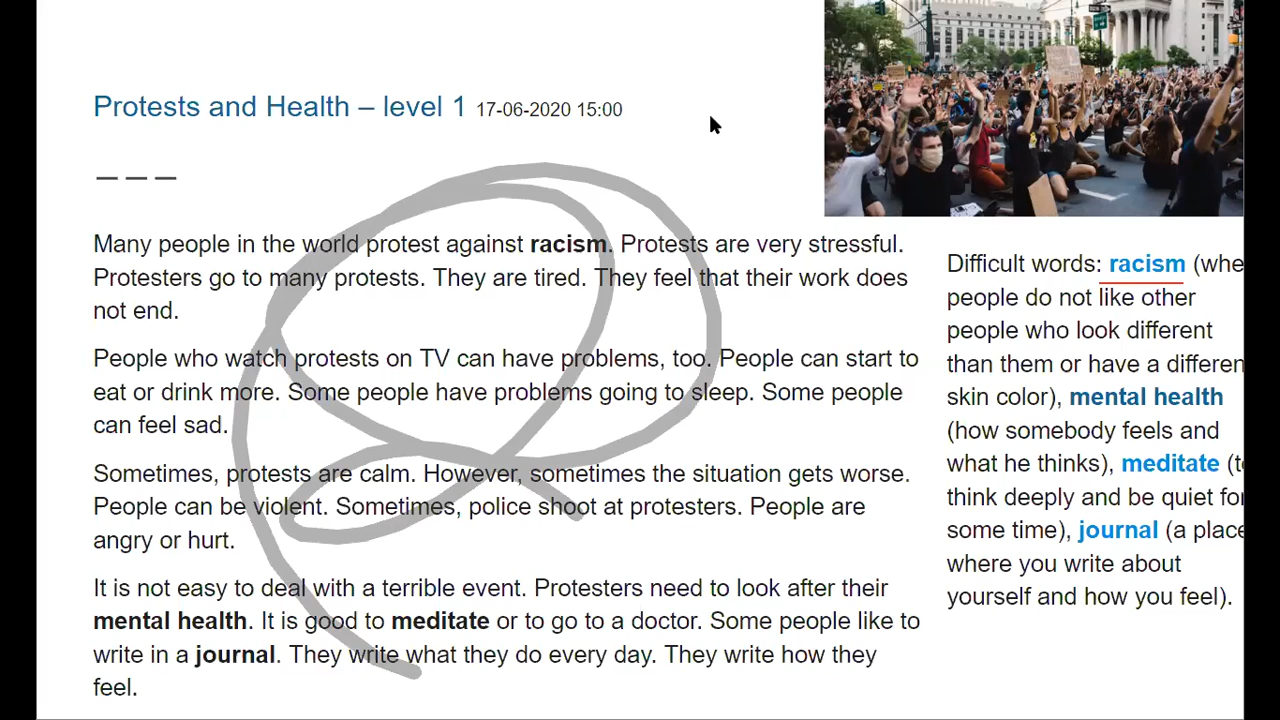 Protests and Health – level 1 17-06-2020 15:00
Many people in the world protest against racism. Protests are very stressful.
Protesters go to many protests. They are tired. They feel that their work does
not end.
People who watch protests on TV can have problems, too. People can start to
eat or drink more. Some people have problems going to sleep. Some people
can feel sad.
Sometimes, protests are calm. However, sometimes the situation gets worse.
People can be violent. Sometimes, police shoot at protesters. People are
angry or hurt.
It is not easy to deal with a terrible event. Protesters need to look after their
mental health. It is good to meditate or to go to a doctor. Some people like to
write in a journal. They write what they do every day. They write how they
feel.
Difficult words: racism (whe
people do not like other
people who look different
than them or have a differen
skin color), mental health
(how somebody feels and
what he thinks), meditate (t
think deeply and be quiet fo
some time), journal (a place
where you write about
yourself and how you feel).